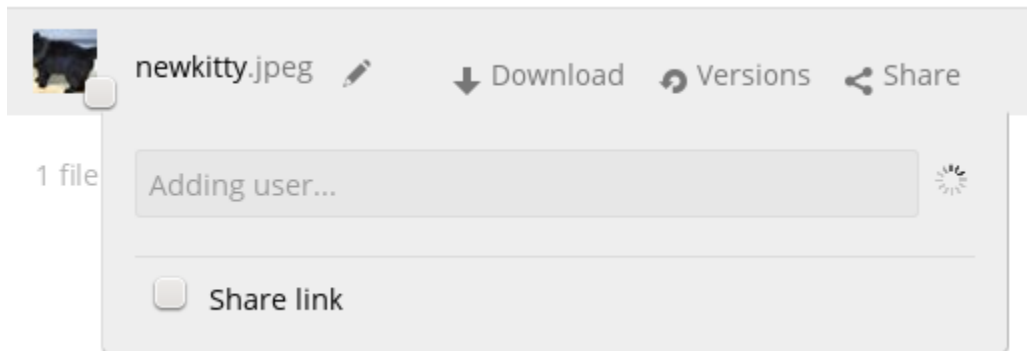 newkitty.jpeg Download Versions Share
1 file
Adding user...
Share link